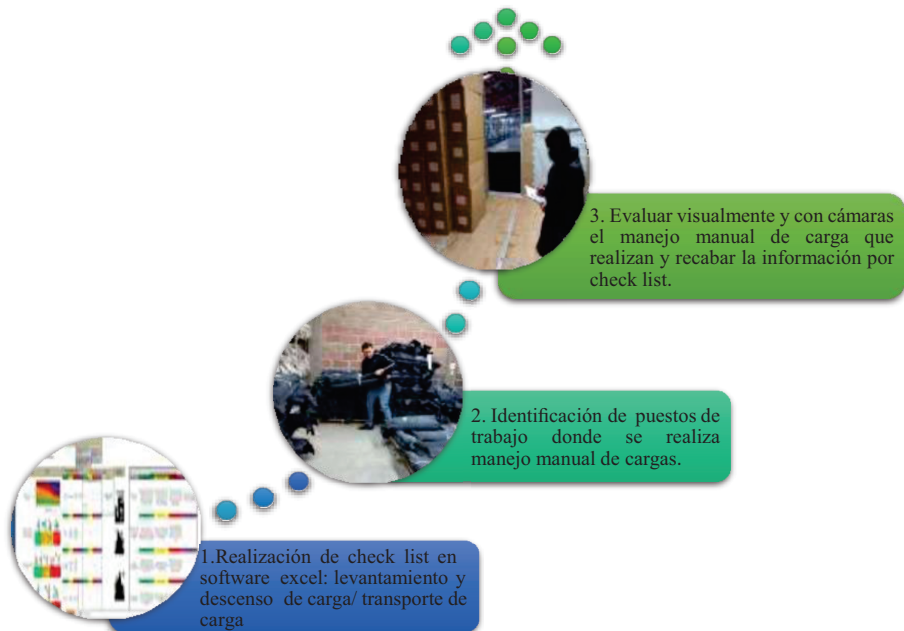 3. Evaluar visualmente y con cámaras
el manejo manual de carga que
realizan y recabar la información por
check list.
2. Identificación de puestos de
trabajo donde se realiza
manejo manual de cargas.
1.Realización de check list en
software excel: levantamiento y
descenso de carga/ transporte de
carga